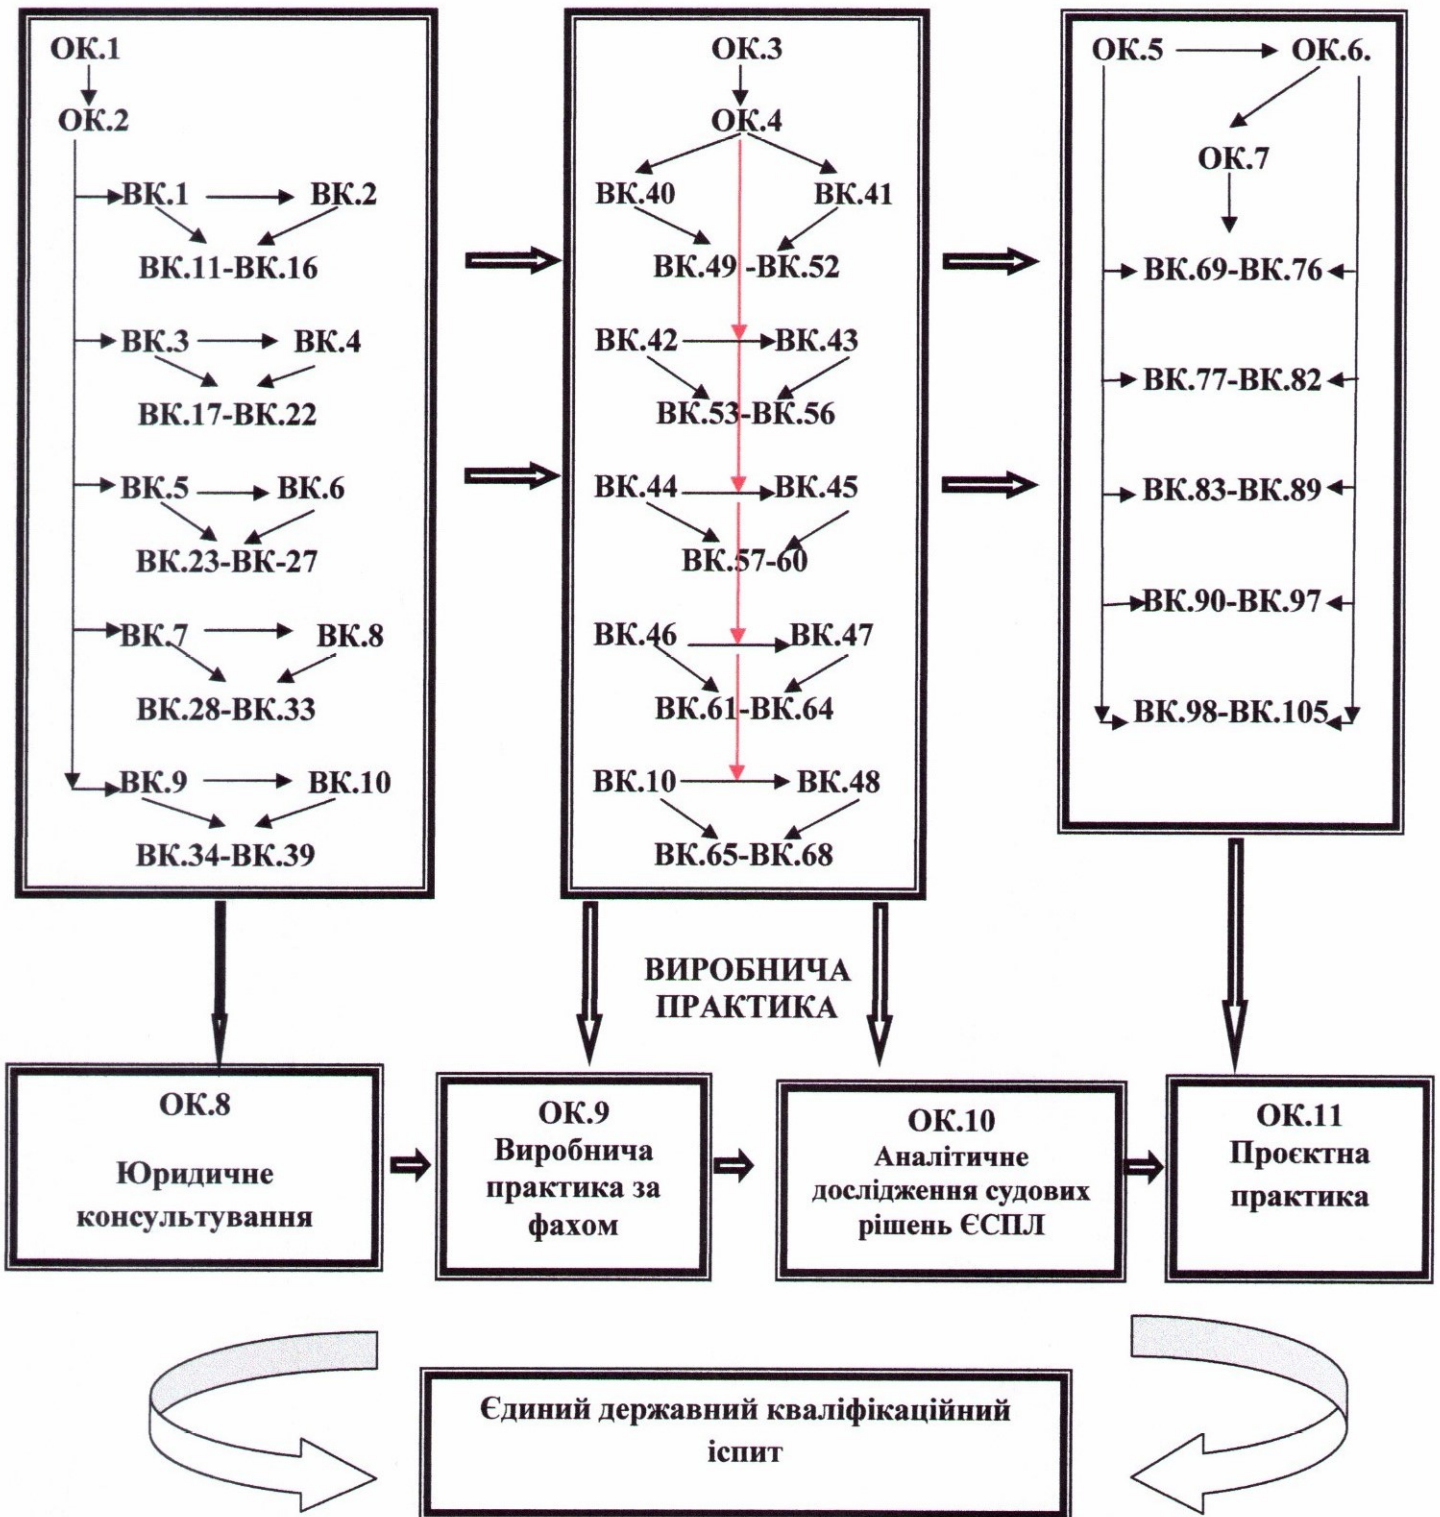 ОК.1
ОК.2
ВК.1 ВК.2
ВК.11-ВК.16
ВК.3 ВК.4
ВК.17-ВК.22
ВК.5 ВК.6
ВК.23-ВК-27
ВК.7 ВК.8
ВК.28-ВК.33
ВК.9 ВК.10
ВК.34-ВК.39
ОК.3
ОК.4
ВК.40 ВК.41
ВК.49 -ВК.52
ВК.42 ВК.43
ВК.53-ВК.56
ВК.44 ВК.45
ВК.57-60
ВК.46 ВК.47
ВК.61-ВК.64
ВК.10 ВК.48
ВК.65-ВК.68
ОК.5 ОК.6.
ОК.7
ВК.69-ВК.76
ВК.77-ВК.82
ВК.83-ВК.89
ВК.90-ВК.97
ВК.98-ВК.105
ВИРОБНИЧА
ПРАКТИКА
ОК.8
Юридичне
консультування
ОК.9
Виробнича
практика за
фахом
ОК.10
Аналітичне
дослідження судових
рішень ЄСПЛ
ОК.11
Проєктна
практика
Єдиний державний кваліфікаційний
іспит